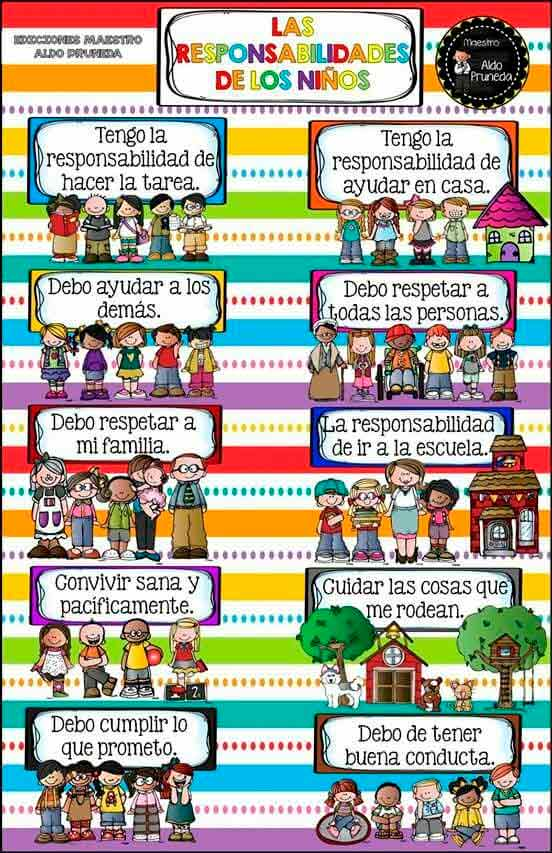 EDICIONES MAESTRO
ALDO PRUNEDA
LAS
RESPONSABILIDADES
DE LOS NIÑOS
Maestro:
Aldo
Pruneda
Tengo la
responsabilidad de
hacer la tarea.
Tengo la
responsabilidad de
ayudar en casa.
Debo ayudar a los
demás.
Debo respetar a
todas las personas.
Debo respetar a
mi familia.
La responsabilidad
de ir a la escuela.
Convivir sana y
pacíficamente.
Cuidar las cosas que
me rodean.
Debo cumplir lo
que prometo.
Debo de tener
buena conducta.